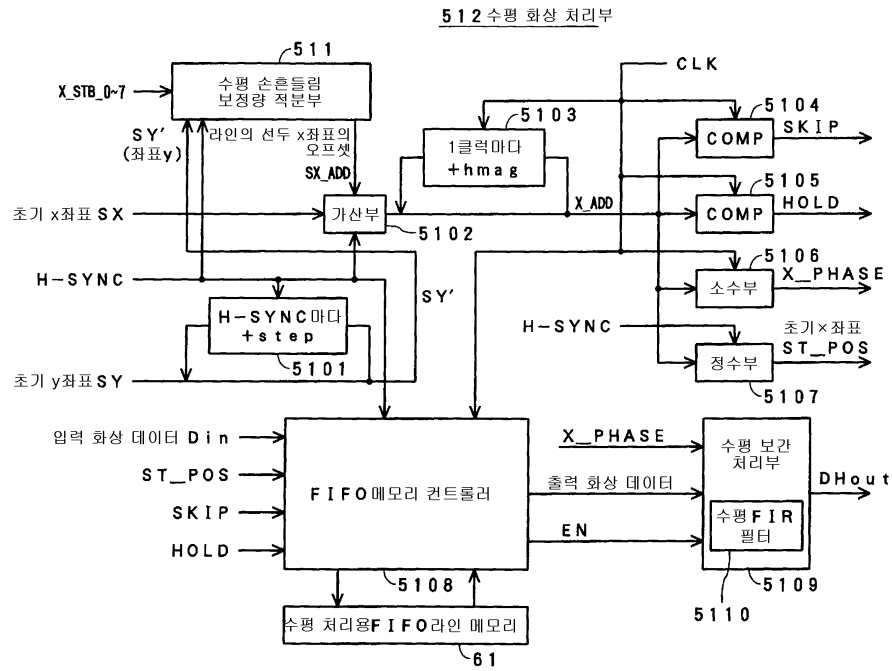 512 수평 화상 처리부
511
X_STB_0~7
수평 손흔들림
보정량 적분부
CLK
SY'
(좌표y)
라인의 선두 x좌표의
오프셋
SX_ADD
5103
1클럭마다
+hmag
5104
COMP
SKIP
5105
COMP
HOLD
초기 x좌표 SX
가산부
5102
X_ADD
5106
소수부
X_PHASE
H-SYNC
SY'
H-SYNC마다
+step
5101
H-SYNC
초기×좌표
ST_POS
정수부
5107
초기 y좌표 SY
입력 화상 데이터 Din
ST_POS
SKIP
HOLD
FIFO메모리 컨트롤러
5108
X_PHASE
출력 화상 데이터
EN
수평 보간
처리부
수평FIR
필터
DHout
5109
5110
수평 처리용FIFO라인 메모리
61